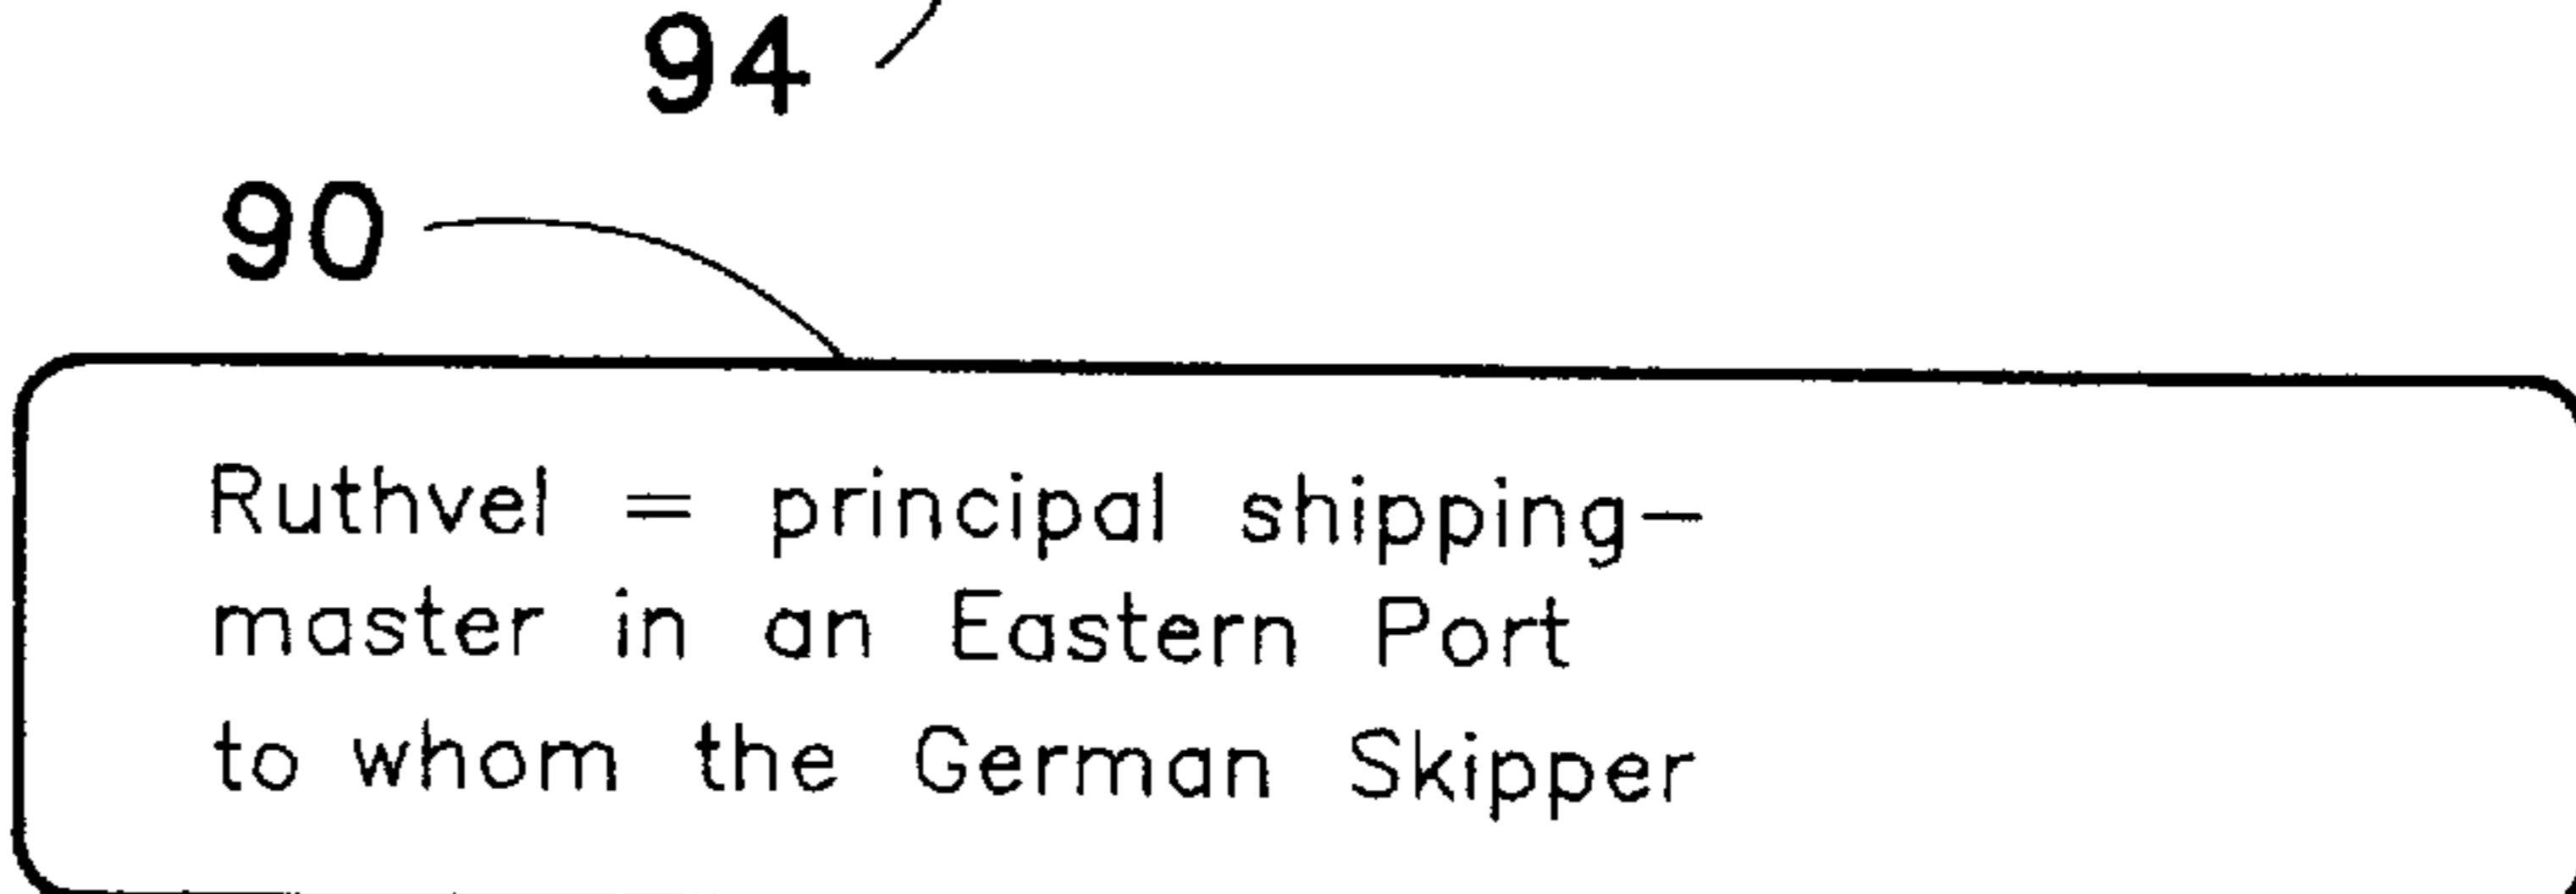 94
90
Ruthvel = principal shipping-
master in an Eastern Port
to whom the German Skipper